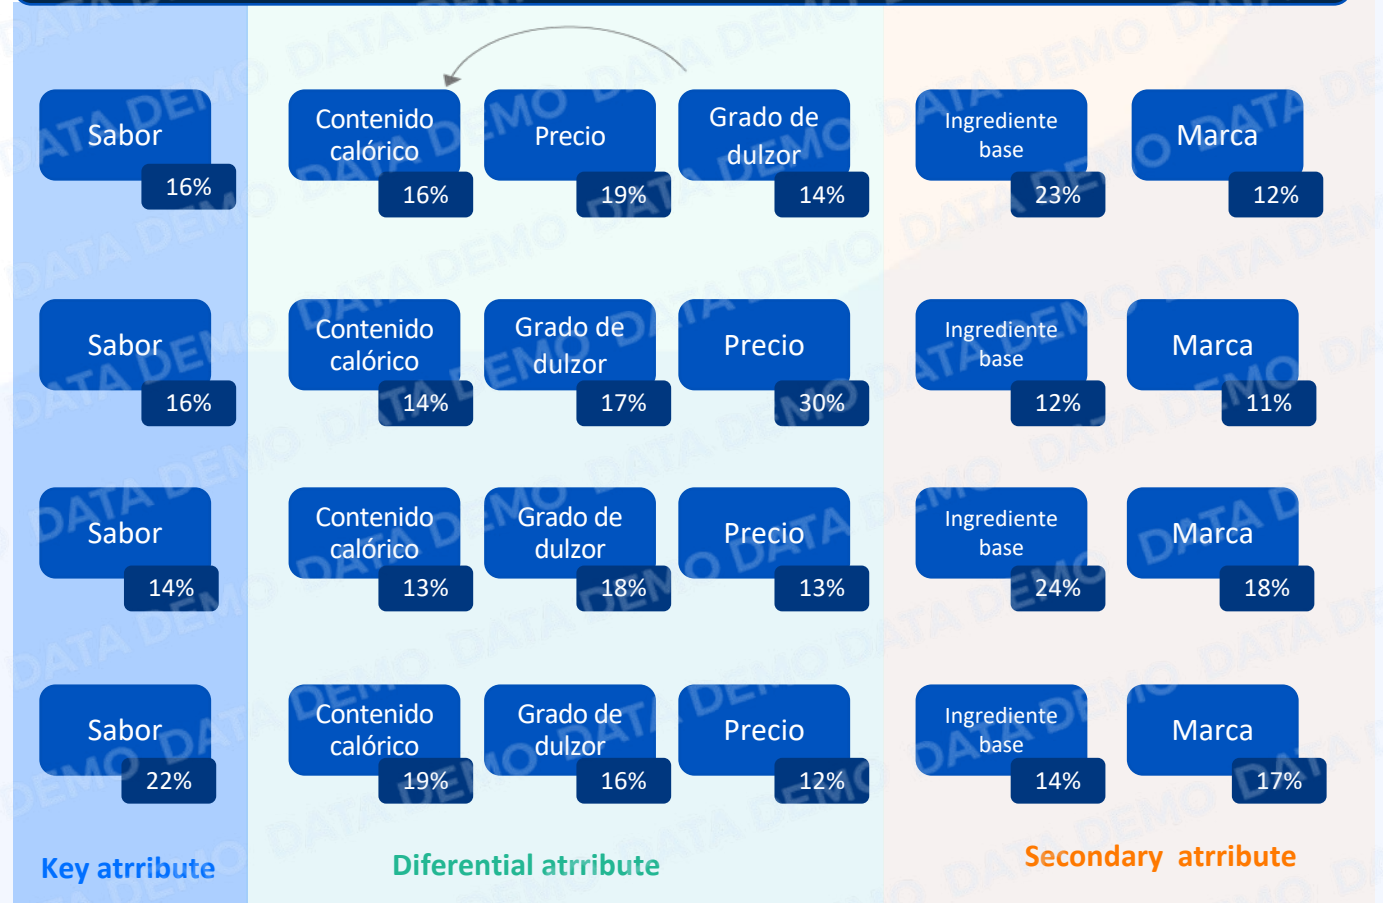 Sabor
16%
Contenido
calórico
16%
Precio
19%
Grado de
dulzor
14%
Ingrediente
base
23%
Marca
12%
Sabor
16%
Contenido
calórico
14%
Grado de
dulzor
17%
Precio
30%
Ingrediente
base
12%
Marca
11%
Sabor
14%
Contenido
calórico
13%
Grado de
dulzor
18%
Precio
13%
Ingrediente
base
24%
Marca
18%
Sabor
22%
Contenido
calórico
19%
Grado de
dulzor
16%
Precio
12%
Ingrediente
base
14%
Marca
17%
Key atrribute
Diferential atrribute
Secondary atrribute
DATA DEMO